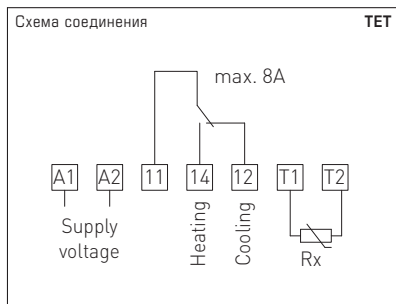 Схема соединения TET
max. 8A
A1 A2 11 14 12 T1 T2
Supply
voltage
Heating
Cooling
Rx